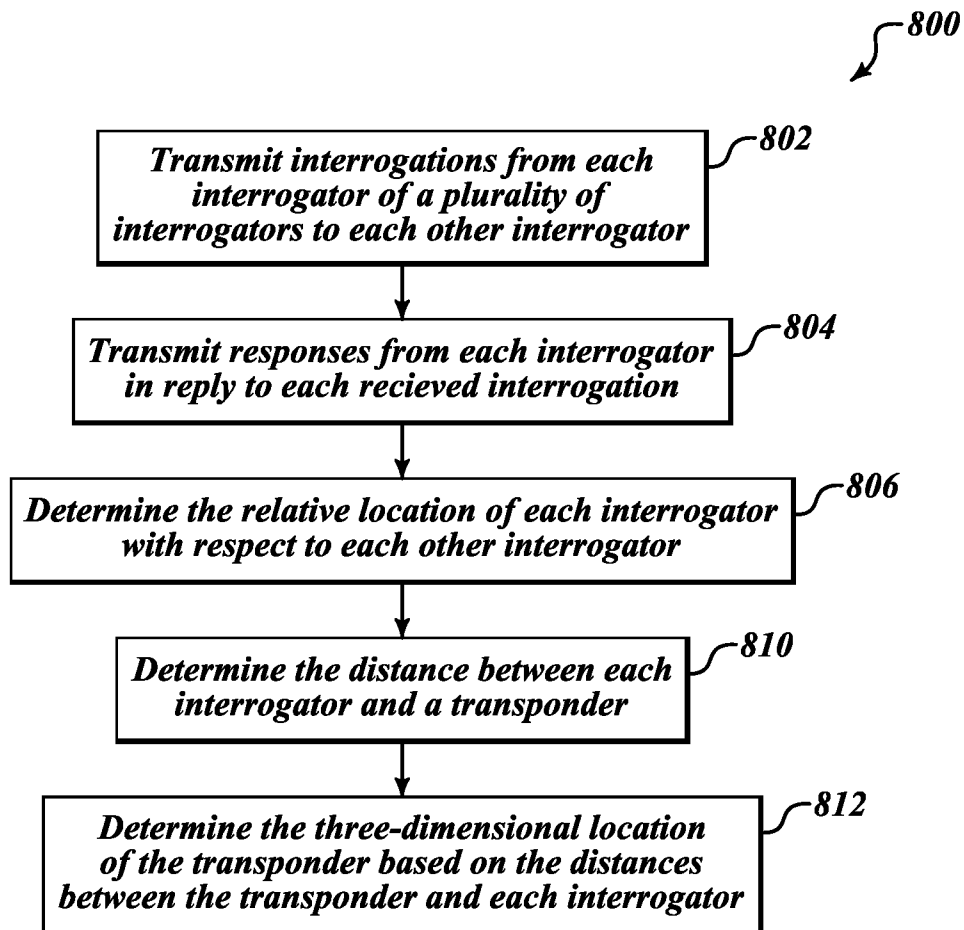 800
802
Transmit interrogations from each
interrogator of a plurality of
interrogators to each other interrogator
804
Transmit responses from each interrogator
in reply to each recieved interrogation
806
Determine the relative location of each interrogator
with respect to each other interrogator
810
Determine the distance between each
interrogator and a transponder
812
Determine the three-dimensional location
of the transponder based on the distances
between the transponder and each interrogator